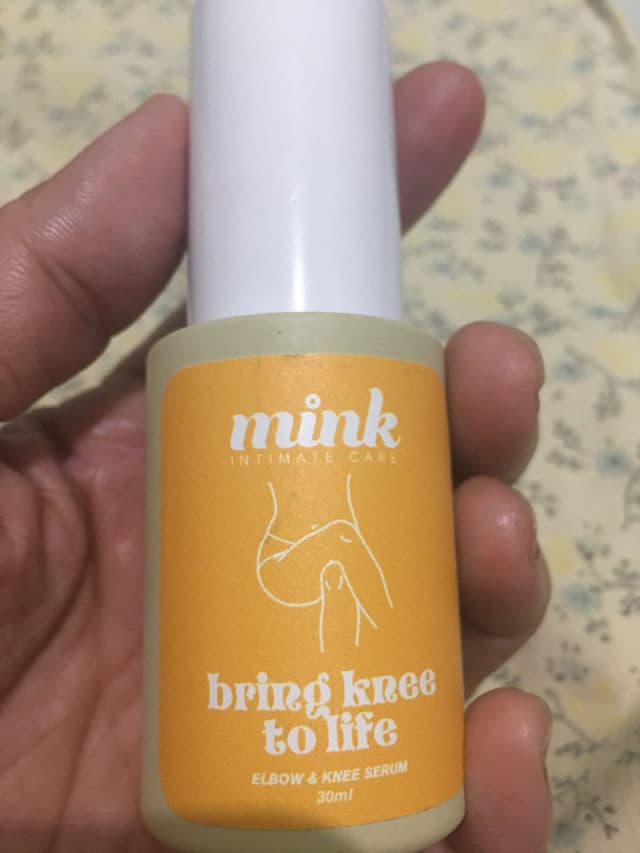 mink
INTIMATE CARE
bring knee
to life
ELBOW & KNEE SERUM
30ml